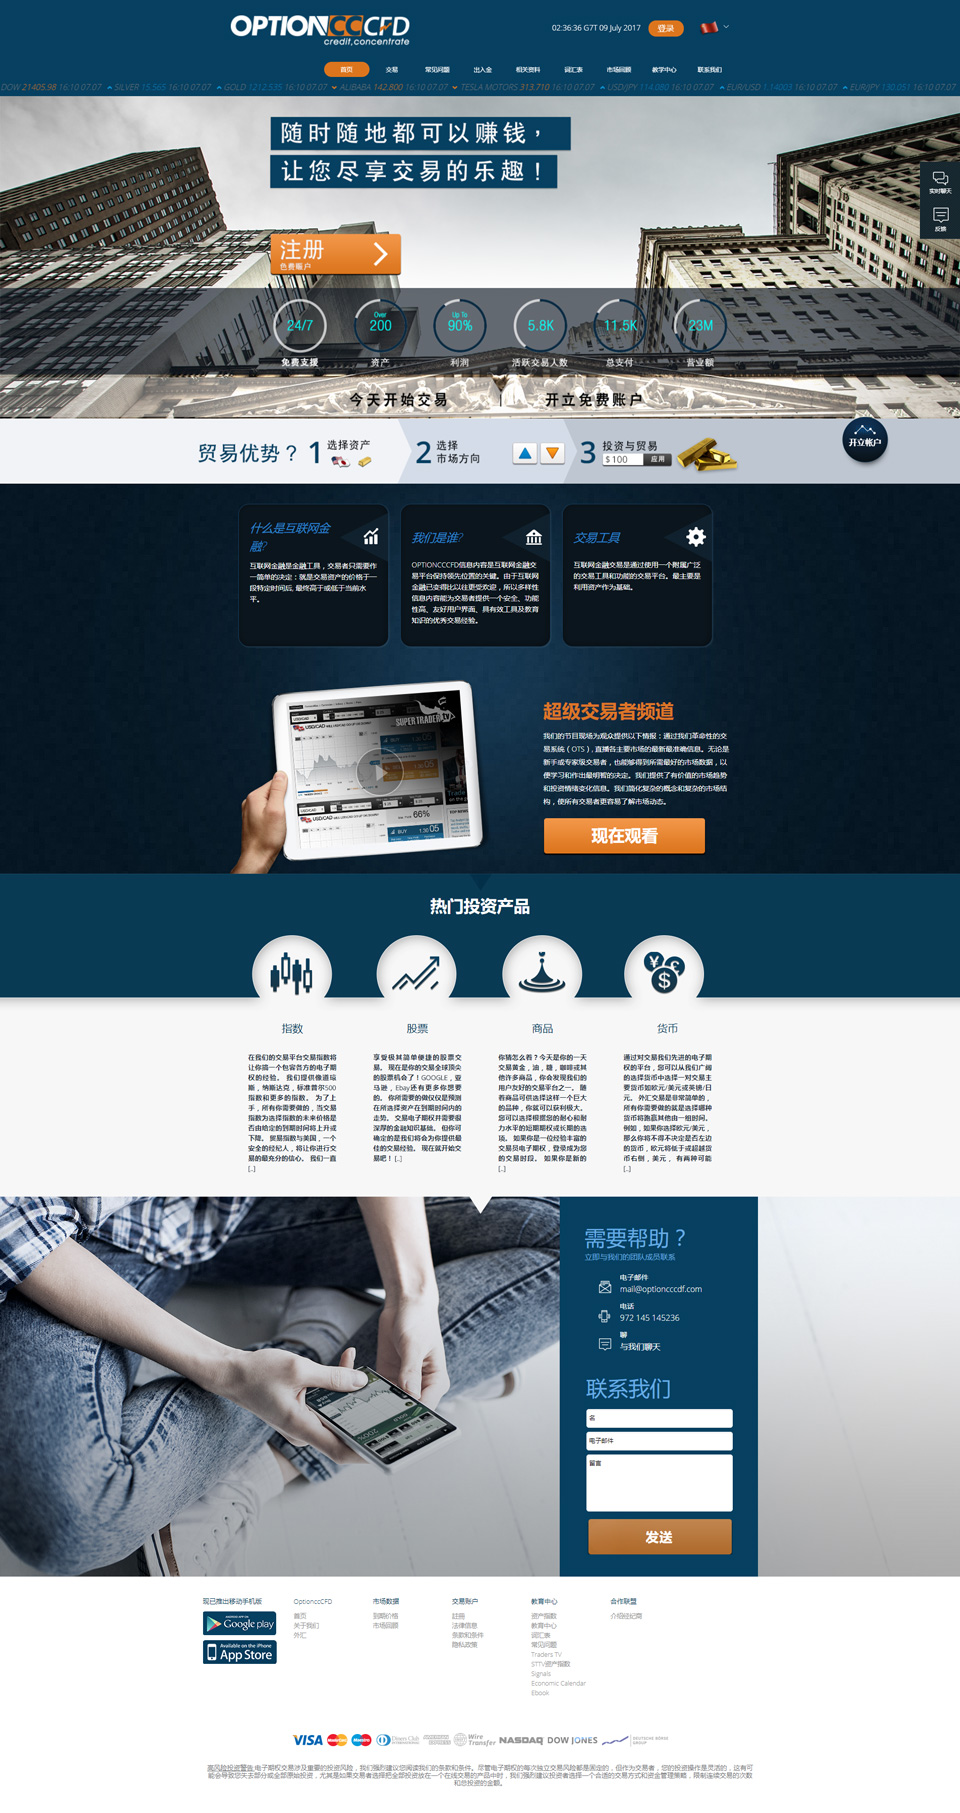 OPTIONCCCFD
credit,concentrate
02:36:36 G7T 09 July 2017
登录
首页 交易 常见问题 出入金 相关资料 词汇表 市场回顾 教学中心 联系我们
DOW 21405.98 16:10 07.07 SILVER 15.565 16:10 07.07 GOLD 1212.535 16:10 07.07 ALIBABA 142.800 16:10 07.07 TESLA MOTORS 313.710 16:10 07.07 USD/JPY 114.080 16:10 07.07 EUR/USD 1.14003 16:10 07.07 EUR/JPY 130.051 16:10 07.07
随时随地都可以赚钱，
让您尽享交易的乐趣！
实时聊天
反馈
注册
免费账户
24/7
Over 200
Up To 90%
5.8K
11.5K
23M
免费支援 资产 利润 活跃交易人数 总支付 营业额
今天开始交易 | 开立免费账户
贸易优势？ 1 选择资产
2 选择
市场方向
3 投资与贸易
$ 100 应用
开立帐户
什么是互联网金
融?
互联网金融是金融工具，交易者只需要作
一简单的决定：就是交易资产的价格于一
段特定时间后, 最终高于或低于当前水
平。
我们是谁?
OPTIONCCCFD信息内容是互联网金融交
易平台保持领先位置的关键。由于互联网
金融已变得比以往更受欢迎，所以多样性
信息内容能为交易者提供一个安全、功能
性高、友好用户界面、具有效工具及教育
知识的优秀交易经验。
交易工具
互联网金融交易是通过使用一个附属广泛
的交易工具和功能的交易平台。最主要是
利用资产作为基础。
SUPER TRADER TV
USD/CAD
66%
BUY 1.30 05
超级交易者频道
我们的节目现场为观众提供以下情报：通过我们革命性的交
易系统（OTS）, 直播各主要市场的最新最准确信息。无论是
新手或专家级交易者，也能够得到所需最好的市场数据，以
便学习和作出最明智的决定。我们提供了有价值的市场趋势
和投资情绪变化信息。我们简化复杂的概念和复杂的市场结
构，使所有交易者更容易了解市场动态。
现在观看
热门投资产品
指数
在我们的交易平台交易指数将
让你搞一个包容各方的电子期
权的经验。 我们提供像道琼
斯，纳斯达克，标准普尔500
指数和更多的指数。 为了上
手，所有你需要做的，当交易
指数为选择指数的未来价格是
否由给定的到期时间将上升或
下降。 贸易指数与美国，一个
安全的经纪人，将让你进行交
易的最充分的信心。 我们一直
[..]
股票
享受极其简单便捷的股票交
易。 现在是你的交易全球顶尖
的股票机会了！GOOGLE，亚
马逊，Ebay还有更多你想要
的。 你所需要的做仅仅是预测
在所选择资产在到期时间内的
走势。 交易电子期权并需要很
深厚的金融知识基础。 但你可
确定的是我们将会为你提供最
佳的交易经验。 现在就开始交
易吧！ [..]
商品
你猜怎么着？今天是你的一天
交易黄金，油，糖，咖啡或其
他许多商品，你会发现我们的
用户友好的交易平台之一。 随
着商品可供选择这样一个巨大
的品种，你就可以获利极大。
您可以选择根据您的耐心和耐
力水平的短期期权或长期的选
项。 如果你是一位经验丰富的
交易员电子期权，登录成为您
的交易时段。 如果你是新的
[..]
货币
通过对交易我们先进的电子期
权的平台，您可以从我们广阔
的选择货币中选择一对交易主
要货币如欧元/美元或英镑/日
元。 外汇交易是非常简单的，
所有你需要做的就是选择哪种
货币将跑赢其他由一组时间。
例如，如果你选择欧元/美元，
那么你将不得不决定是否左边
的货币，欧元将低于或超越货
币右侧，美元， 有两种可能
[..]
需要帮助？
立即与我们的团队成员联系
电子邮件
mail@optioncccdf.com
电话
972 145 145236
聊
与我们聊天
联系我们
名
电子邮件
留言
发送
现已推出移动手机版
ANDROID APP ON
Google play
Available on the iPhone
App Store
OptionccCFD
首页
关于我们
外汇
市场数据
到期价格
市场回顾
交易账户
註冊
法律信息
条款和条件
隐私政策
教育中心
资产指数
教育中心
词汇表
常见问题
Traders TV
STTV资产指数
Signals
Economic Calendar
Ebook
合作联盟
介绍经纪商
VISA MasterCard Maestro Diners Club INTERNATIONAL AMERICAN EXPRESS Wire Transfer NASDAQ DOW JONES DEUTSCHE BÖRSE GROUP
高风险投资警告:电子期权交易涉及重要的投资风险，我们强烈建议您阅读我们的条款和条件。尽管电子期权的每次独立交易风险都是固定的，但作为交易者，您的投资操作是灵活的，这有可
能会导致您失去部分或全部原始投资，尤其是如果交易者选择把全部投资放在一个在线交易的产品中时，我们强烈建议投资者选择一个合适的交易方式和资金管理策略，限制连续交易的次数
和总投资的金额。